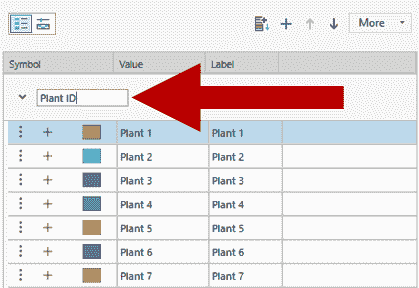 More
Symbol Value Label
Plant ID
Plant 1 Plant 1
Plant 2 Plant 2
Plant 3 Plant 3
Plant 4 Plant 4
Plant 5 Plant 5
Plant 6 Plant 6
Plant 7 Plant 7